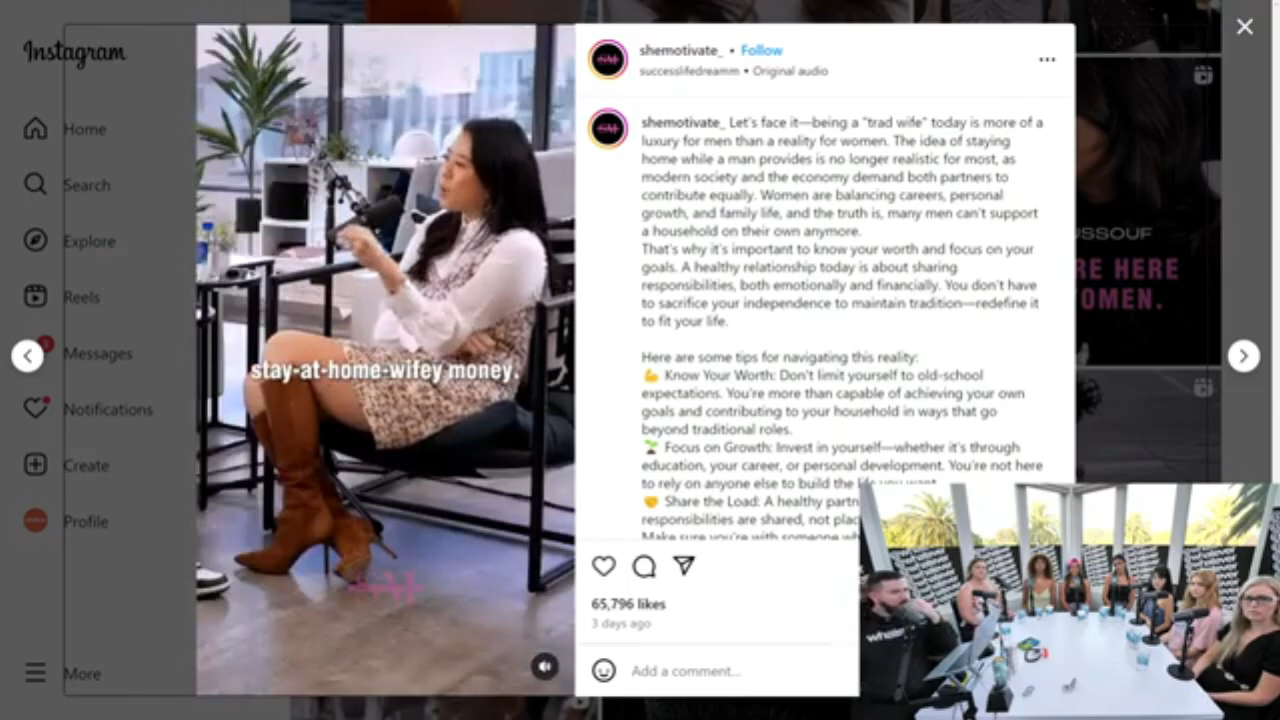 Instagram
Home
Search
Explore
Reels
1
Messages
Notifications
Create
Profile
More
stay-at-home-wifey money.
shemotivate_ • Follow
successlifedreamm • Original audio
shemotivate_ Let's face it—being a "trad wife" today is more of a
luxury for men than a reality for women. The idea of staying
home while a man provides is no longer realistic for most, as
modern society and the economy demand both partners to
contribute equally. Women are balancing careers, personal
growth, and family life, and the truth is, many men can't support
a household on their own anymore.
That's why it's important to know your worth and focus on your
goals. A healthy relationship today is about sharing
responsibilities, both emotionally and financially. You don't have
to sacrifice your independence to maintain tradition—redefine it
to fit your life.
Here are some tips for navigating this reality:
💪 Know Your Worth: Don't limit yourself to old-school
expectations. You're more than capable of achieving your own
goals and contributing to your household in ways that go
beyond traditional roles.
🌱 Focus on Growth: Invest in yourself—whether it's through
education, your career, or personal development. You're not here
to rely on anyone else to build the life you want.
🤝 Share the Load: A healthy partn
responsibilities are shared, not plac
Make sure you're with someone wh
65,796 likes
3 days ago
Add a comment...
USSOUF
RE HERE
OMEN.
whatever